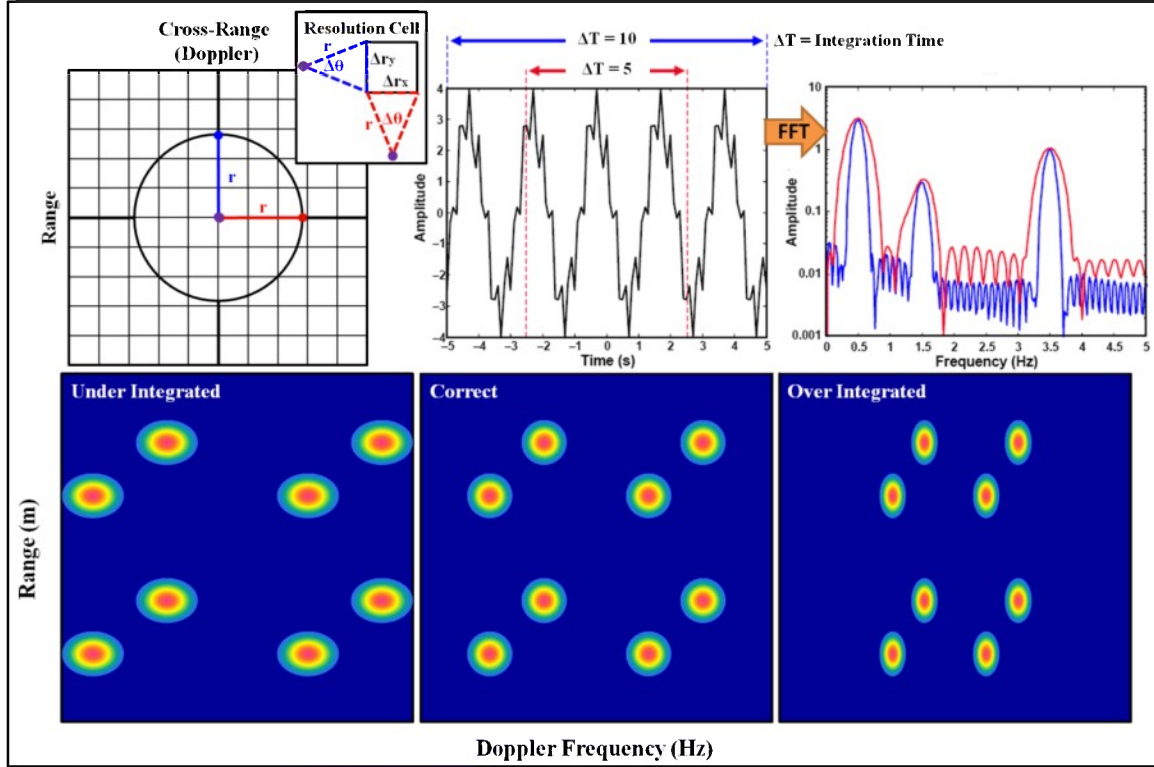 Cross-Range
(Doppler)
Range
r
r
Resolution Cell
r
Δθ
Δr_y
Δr_x
r
Δθ
ΔT = 10
ΔT = 5
ΔT = Integration Time
Amplitude
4
3
2
1
0
−1
−2
−3
−4
−5 −4 −3 −2 −1 0 1 2 3 4 5
Time (s)
FFT
Amplitude
10
1
0.1
0.01
0.001
0 0.5 1 1.5 2 2.5 3 3.5 4 4.5 5
Frequency (Hz)
Under Integrated
Correct
Over Integrated
Range (m)
Doppler Frequency (Hz)